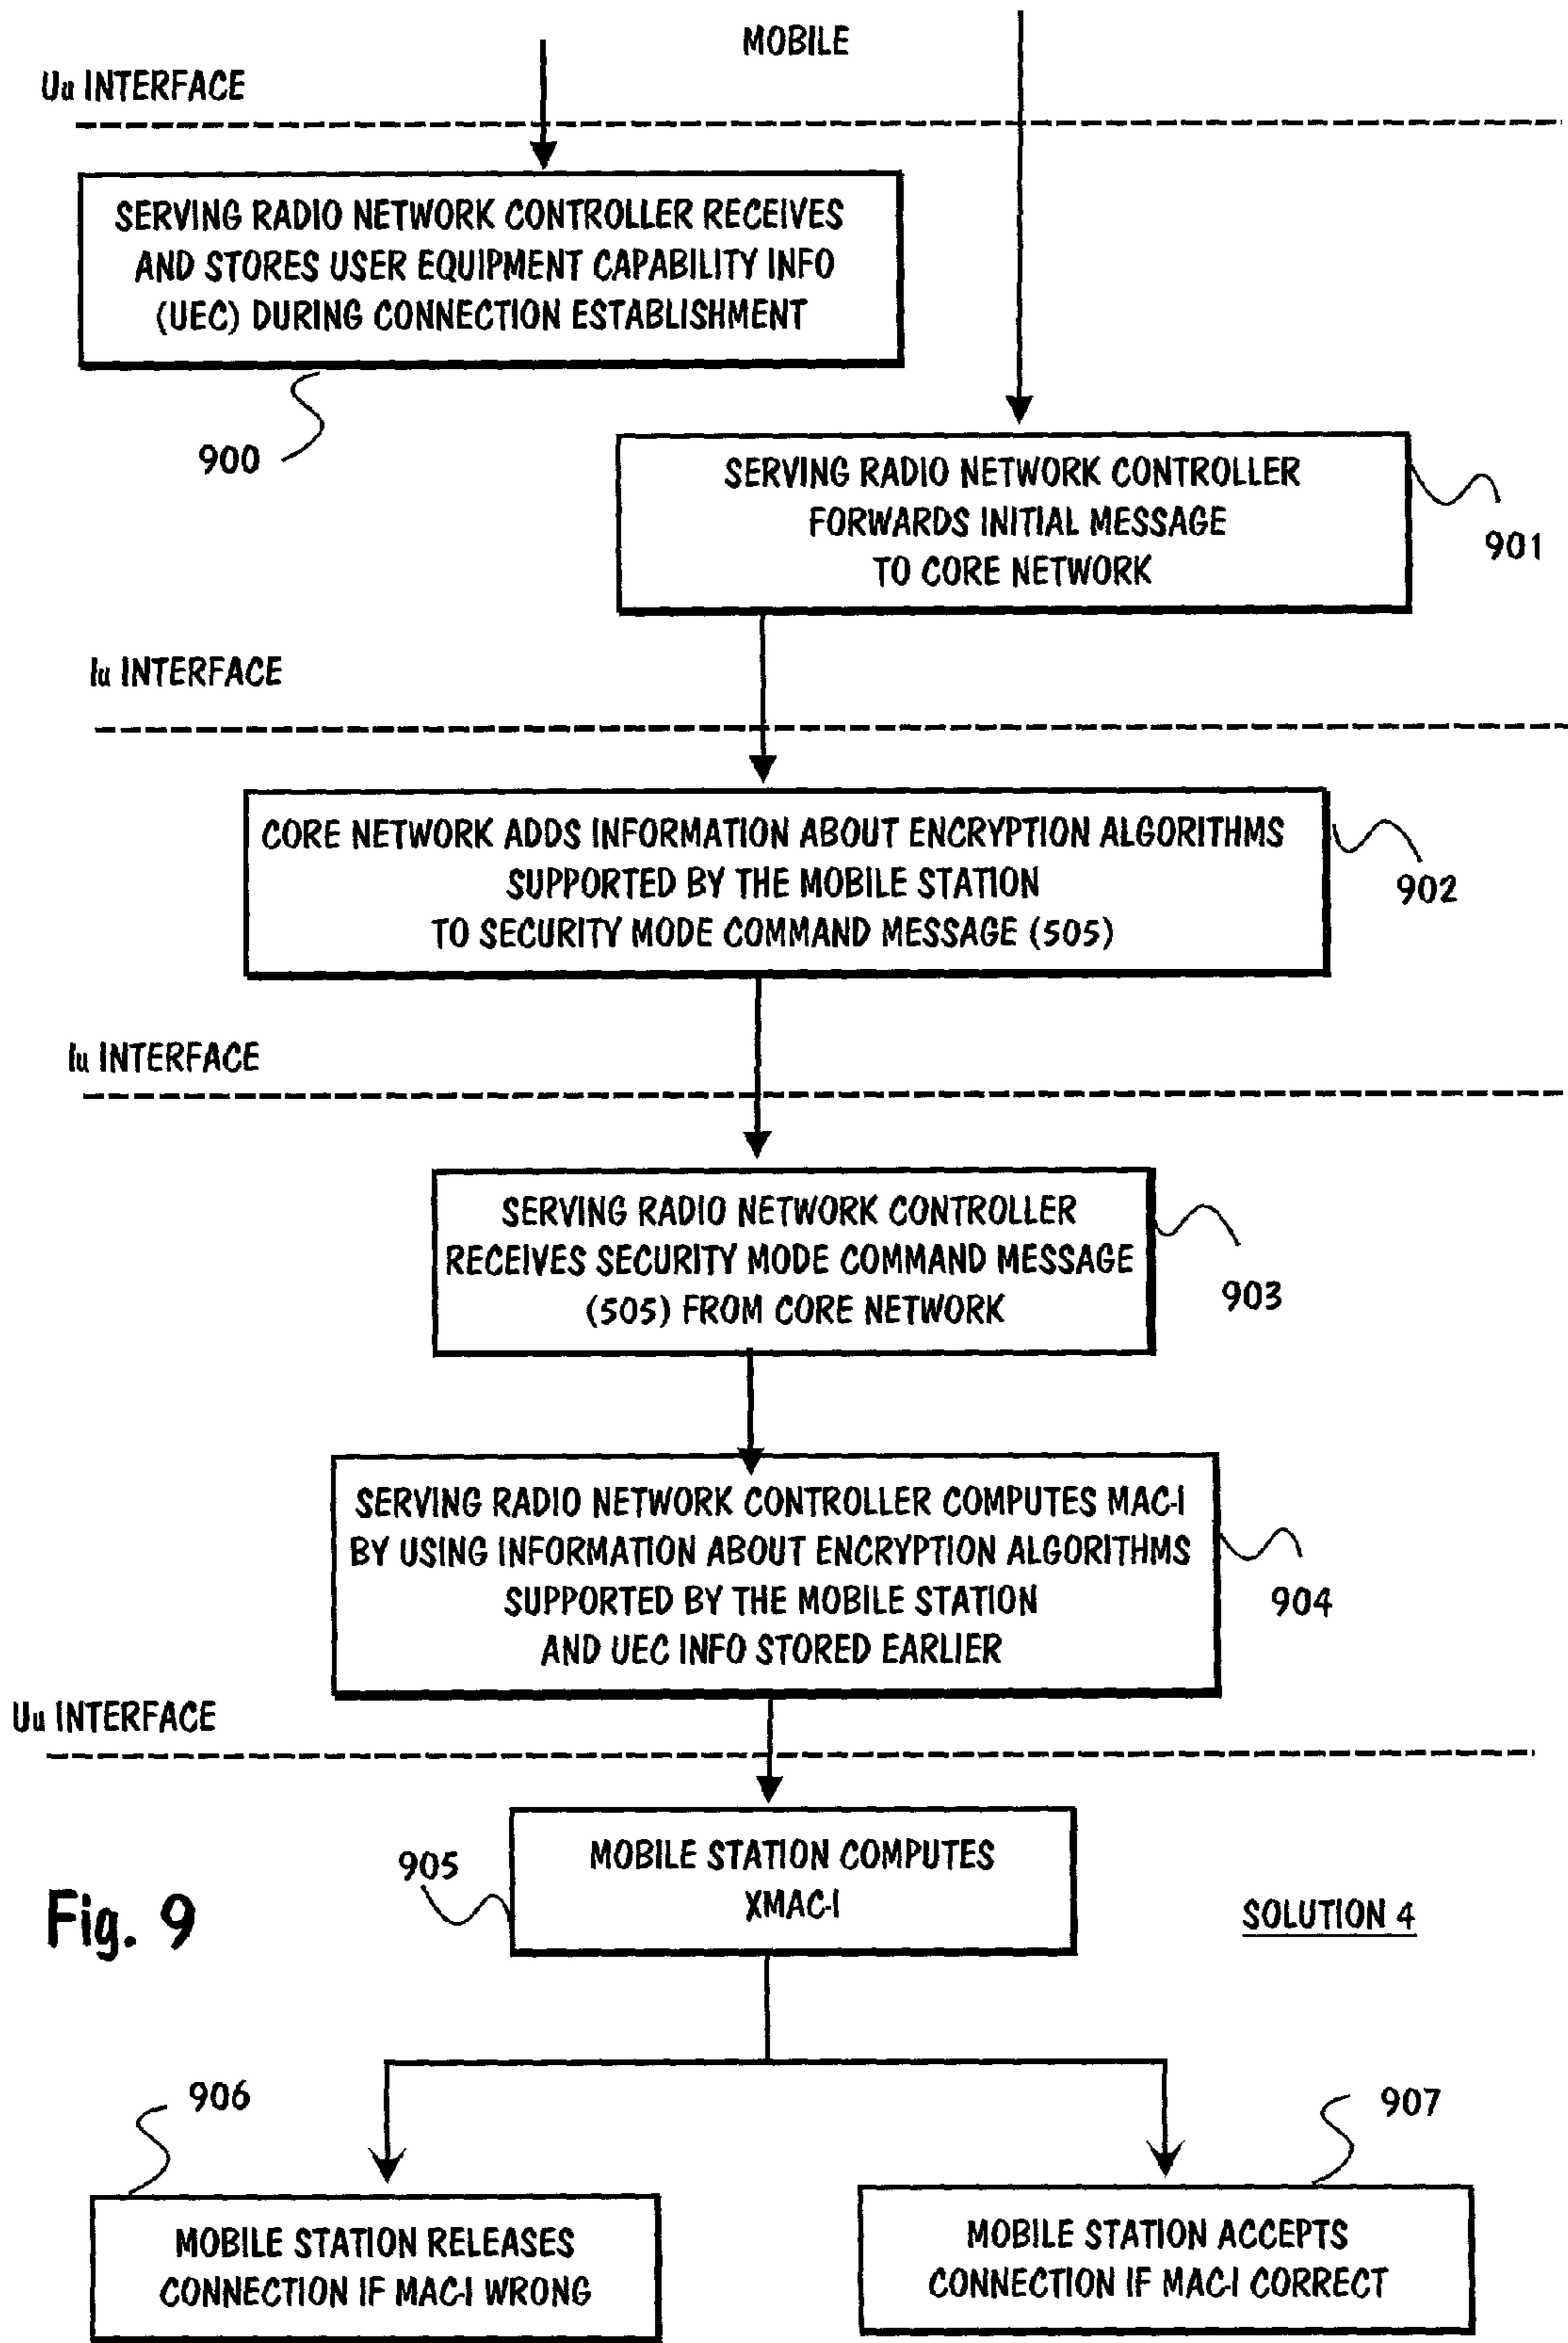 MOBILE
Uu INTERFACE
SERVING RADIO NETWORK CONTROLLER RECEIVES
AND STORES USER EQUIPMENT CAPABILITY INFO
(UEC) DURING CONNECTION ESTABLISHMENT
900
SERVING RADIO NETWORK CONTROLLER
FORWARDS INITIAL MESSAGE
TO CORE NETWORK
901
Iu INTERFACE
CORE NETWORK ADDS INFORMATION ABOUT ENCRYPTION ALGORITHMS
SUPPORTED BY THE MOBILE STATION
TO SECURITY MODE COMMAND MESSAGE (505)
902
Iu INTERFACE
SERVING RADIO NETWORK CONTROLLER
RECEIVES SECURITY MODE COMMAND MESSAGE
(505) FROM CORE NETWORK
903
SERVING RADIO NETWORK CONTROLLER COMPUTES MAC-I
BY USING INFORMATION ABOUT ENCRYPTION ALGORITHMS
SUPPORTED BY THE MOBILE STATION
AND UEC INFO STORED EARLIER
904
Uu INTERFACE
905
MOBILE STATION COMPUTES
XMAC-I
Fig. 9
SOLUTION 4
906
907
MOBILE STATION RELEASES
CONNECTION IF MAC-I WRONG
MOBILE STATION ACCEPTS
CONNECTION IF MAC-I CORRECT